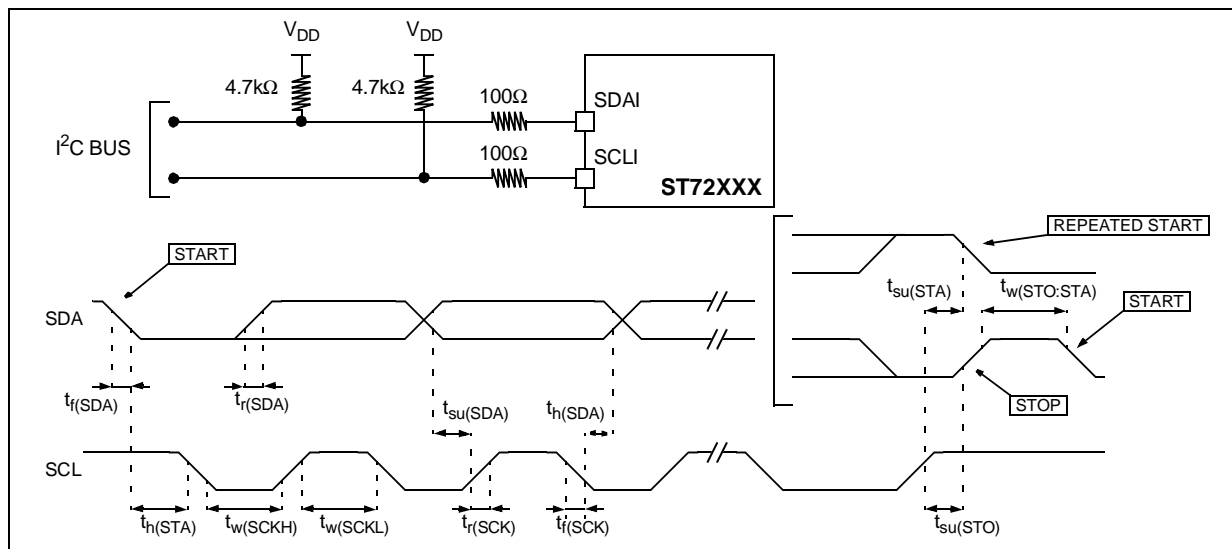 V_DD V_DD
4.7kΩ 4.7kΩ
100Ω
SDAI
I²C BUS
100Ω
SCLI
ST72XXX
REPEATED START
START
t_su(STA) t_w(STO:STA)
START
SDA
t_f(SDA) t_r(SDA)
t_su(SDA) t_h(SDA)
STOP
SCL
t_h(STA) t_w(SCKH) t_w(SCKL) t_r(SCK) t_f(SCK) t_su(STO)